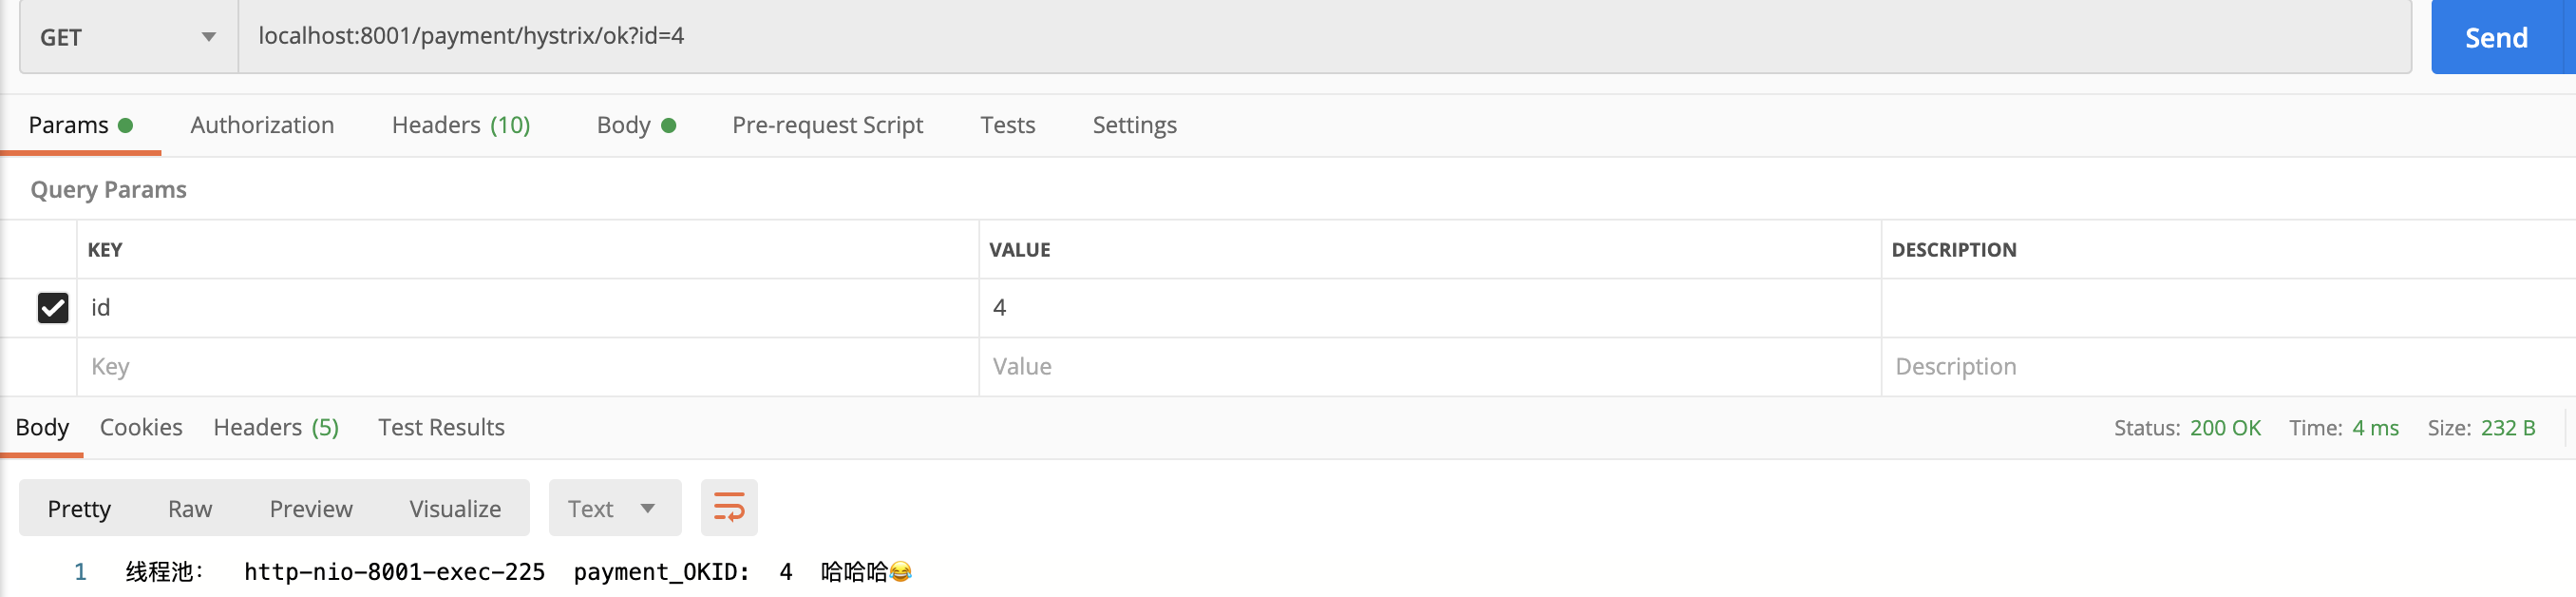 GET localhost:8001/payment/hystrix/ok?id=4 Send
Params Authorization Headers (10) Body Pre-request Script Tests Settings
Query Params
KEY VALUE DESCRIPTION
id 4
Key Value Description
Body Cookies Headers (5) Test Results Status: 200 OK Time: 4 ms Size: 232 B
Pretty Raw Preview Visualize Text
1 线程池： http-nio-8001-exec-225 payment_OKID: 4 哈哈哈😂